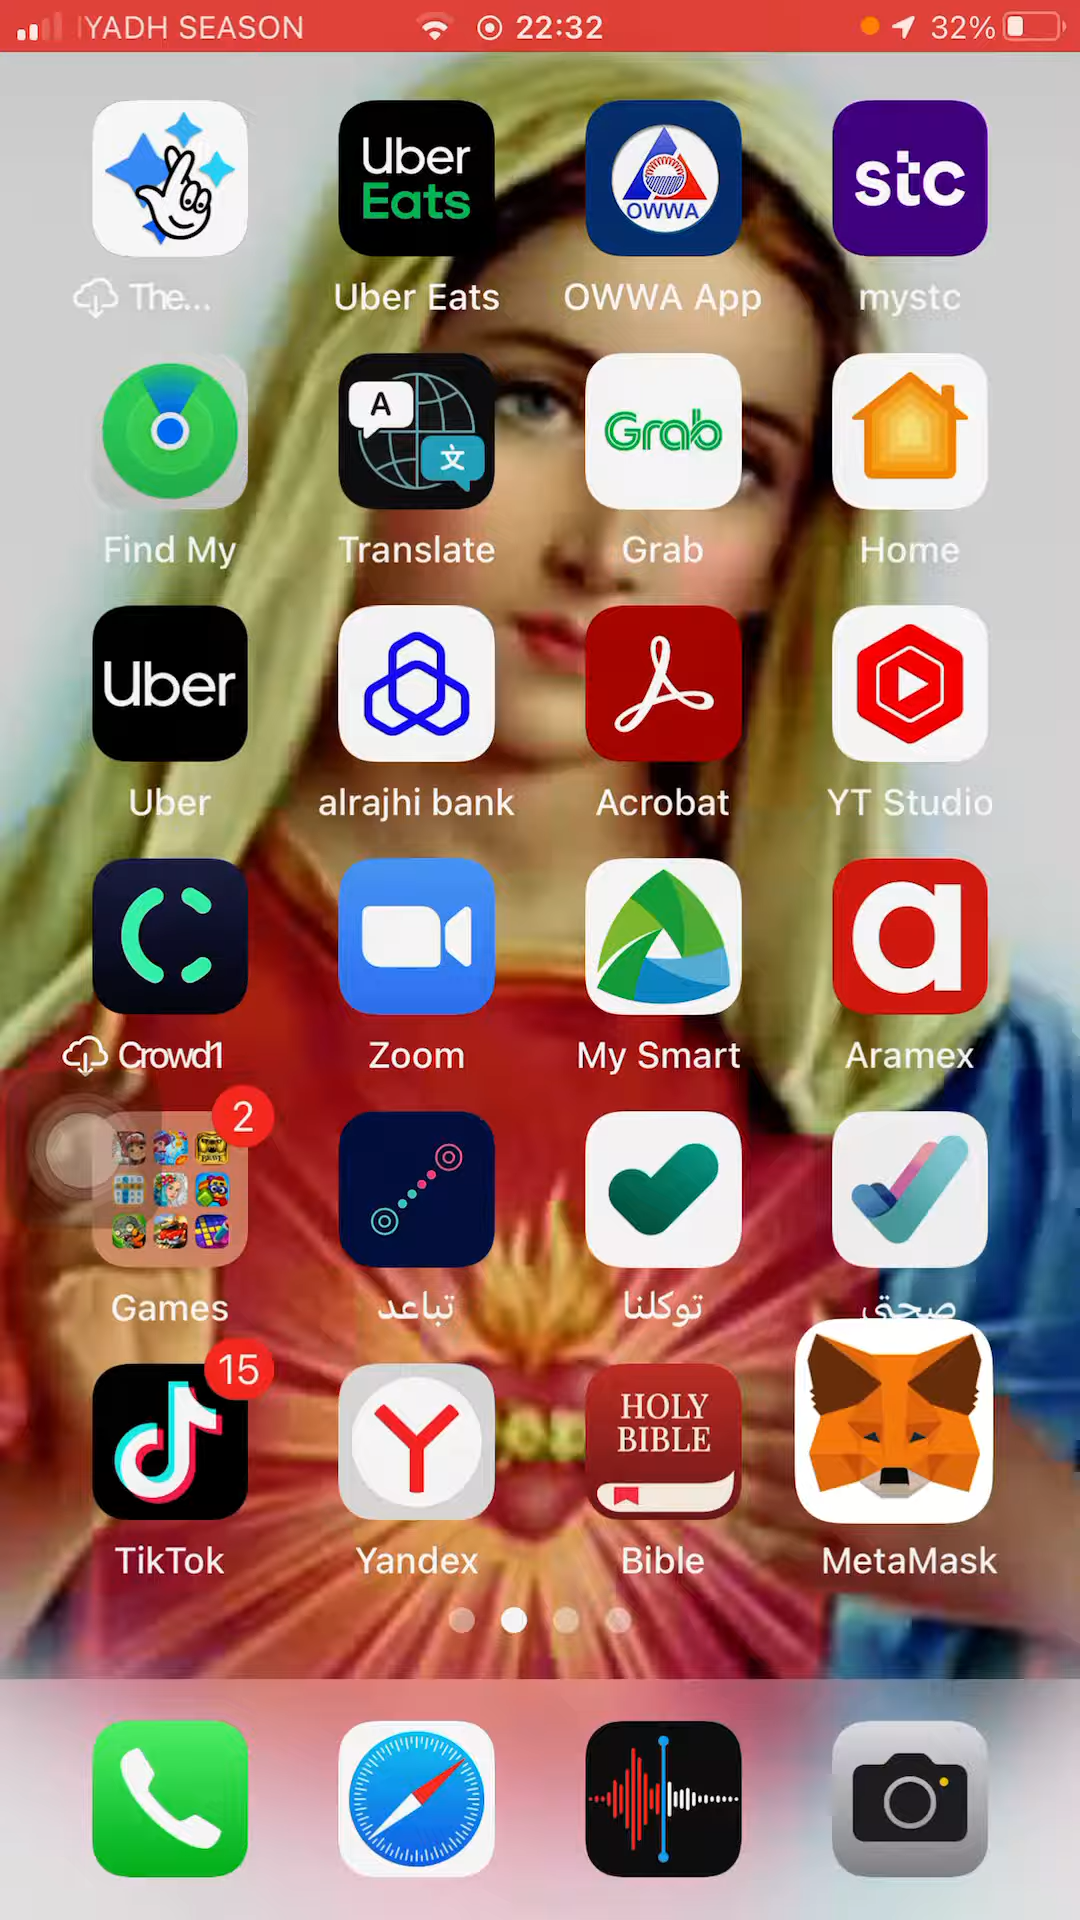 YADH SEASON 22:32 32%
Uber Eats
OWWA
stc
The... Uber Eats OWWA App mystc
A 文
Grab
Find My Translate Grab Home
Uber
Uber alrajhi bank Acrobat YT Studio
a
Crowd1 Zoom My Smart Aramex
2
Games تباعد توكلنا صحتي
15
HOLY
BIBLE
TikTok Yandex Bible MetaMask